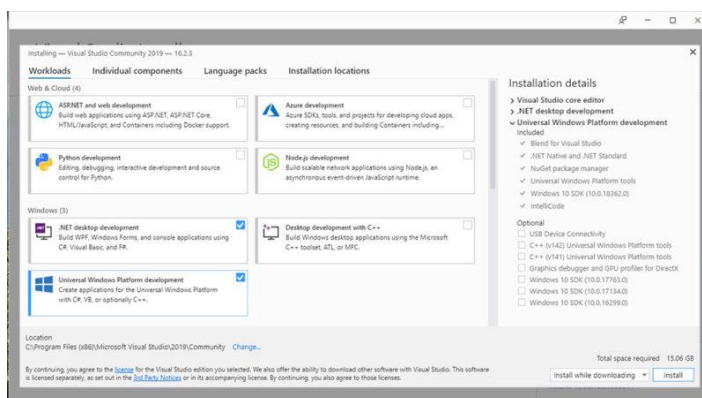 Installing — Visual Studio Community 2019 — 16.2.3
Workloads Individual components Language packs Installation locations
Web & Cloud (4)
ASP.NET and web development
Build web applications using ASP.NET, ASP.NET Core,
HTML/JavaScript, and Containers including Docker support.
Azure development
Azure SDKs, tools, and projects for developing cloud apps,
creating resources, and building Containers including...
Python development
Editing, debugging, interactive development and source
control for Python.
Node.js development
Build scalable network applications using Node.js, an
asynchronous event-driven JavaScript runtime.
Windows (3)
.NET desktop development
Build WPF, Windows Forms, and console applications using
C#, Visual Basic, and F#.
Desktop development with C++
Build Windows desktop applications using the Microsoft
C++ toolset, ATL, or MFC.
Universal Windows Platform development
Create applications for the Universal Windows Platform
with C#, VB, or optionally C++.
Location
C:\Program Files (x86)\Microsoft Visual Studio\2019\Community Change...
By continuing, you agree to the license for the Visual Studio edition you selected. We also offer the ability to download other software with Visual Studio. This software
is licensed separately, as set out in the 3rd Party Notices or in its accompanying license. By continuing, you also agree to those licenses.
Installation details
Visual Studio core editor
.NET desktop development
Universal Windows Platform development
Included
Blend for Visual Studio
.NET Native and .NET Standard
NuGet package manager
Universal Windows Platform tools
Windows 10 SDK (10.0.18362.0)
IntelliCode
Optional
USB Device Connectivity
C++ (v142) Universal Windows Platform tools
C++ (v141) Universal Windows Platform tools
Graphics debugger and GPU profiler for DirectX
Windows 10 SDK (10.0.17763.0)
Windows 10 SDK (10.0.17134.0)
Windows 10 SDK (10.0.16299.0)
Total space required 15.06 GB
Install while downloading Install